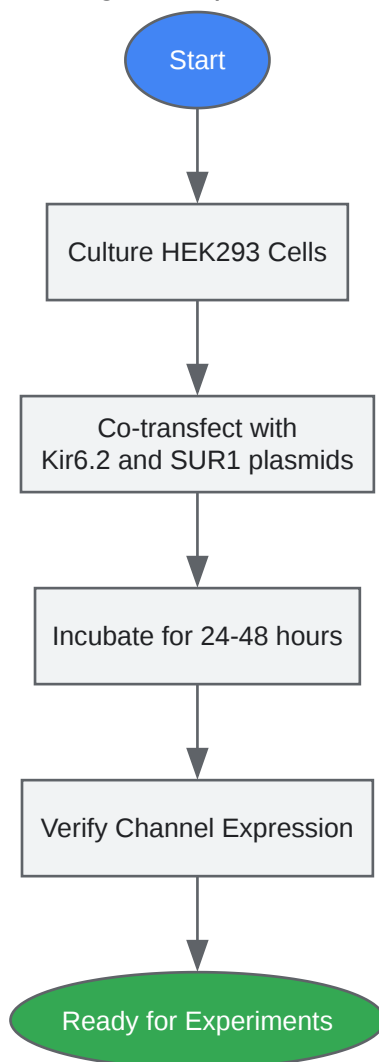 Start
Culture HEK293 Cells
Co-transfect with
Kir6.2 and SUR1 plasmids
Incubate for 24-48 hours
Verify Channel Expression
Ready for Experiments